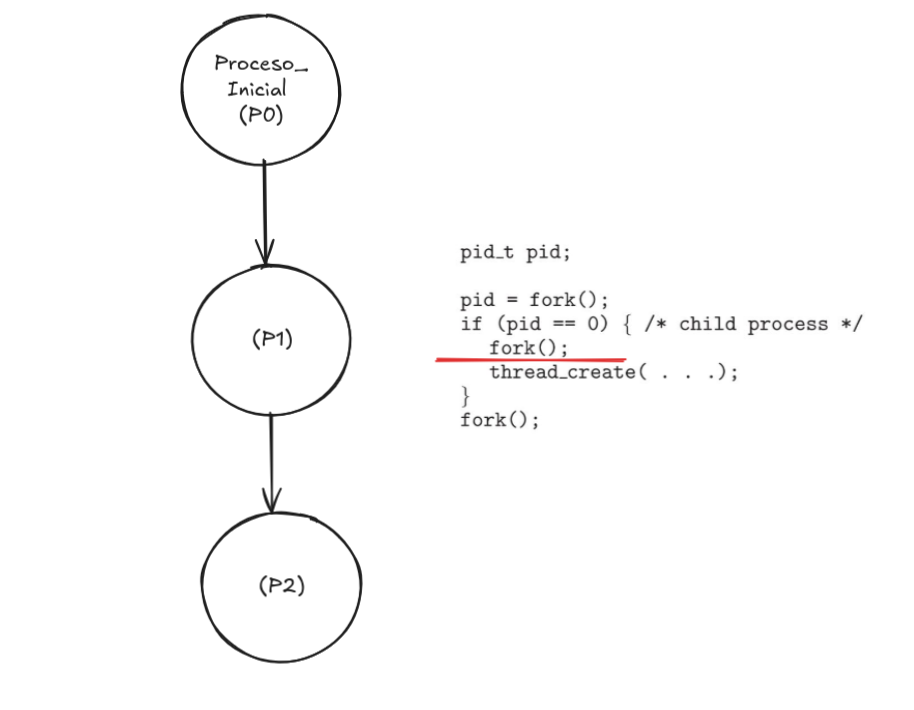 Proceso_
Inicial
(P0)
(P1)
(P2)
pid_t pid;
pid = fork();
if (pid == 0) { /* child process */
fork();
thread_create( . . .);
}
fork();